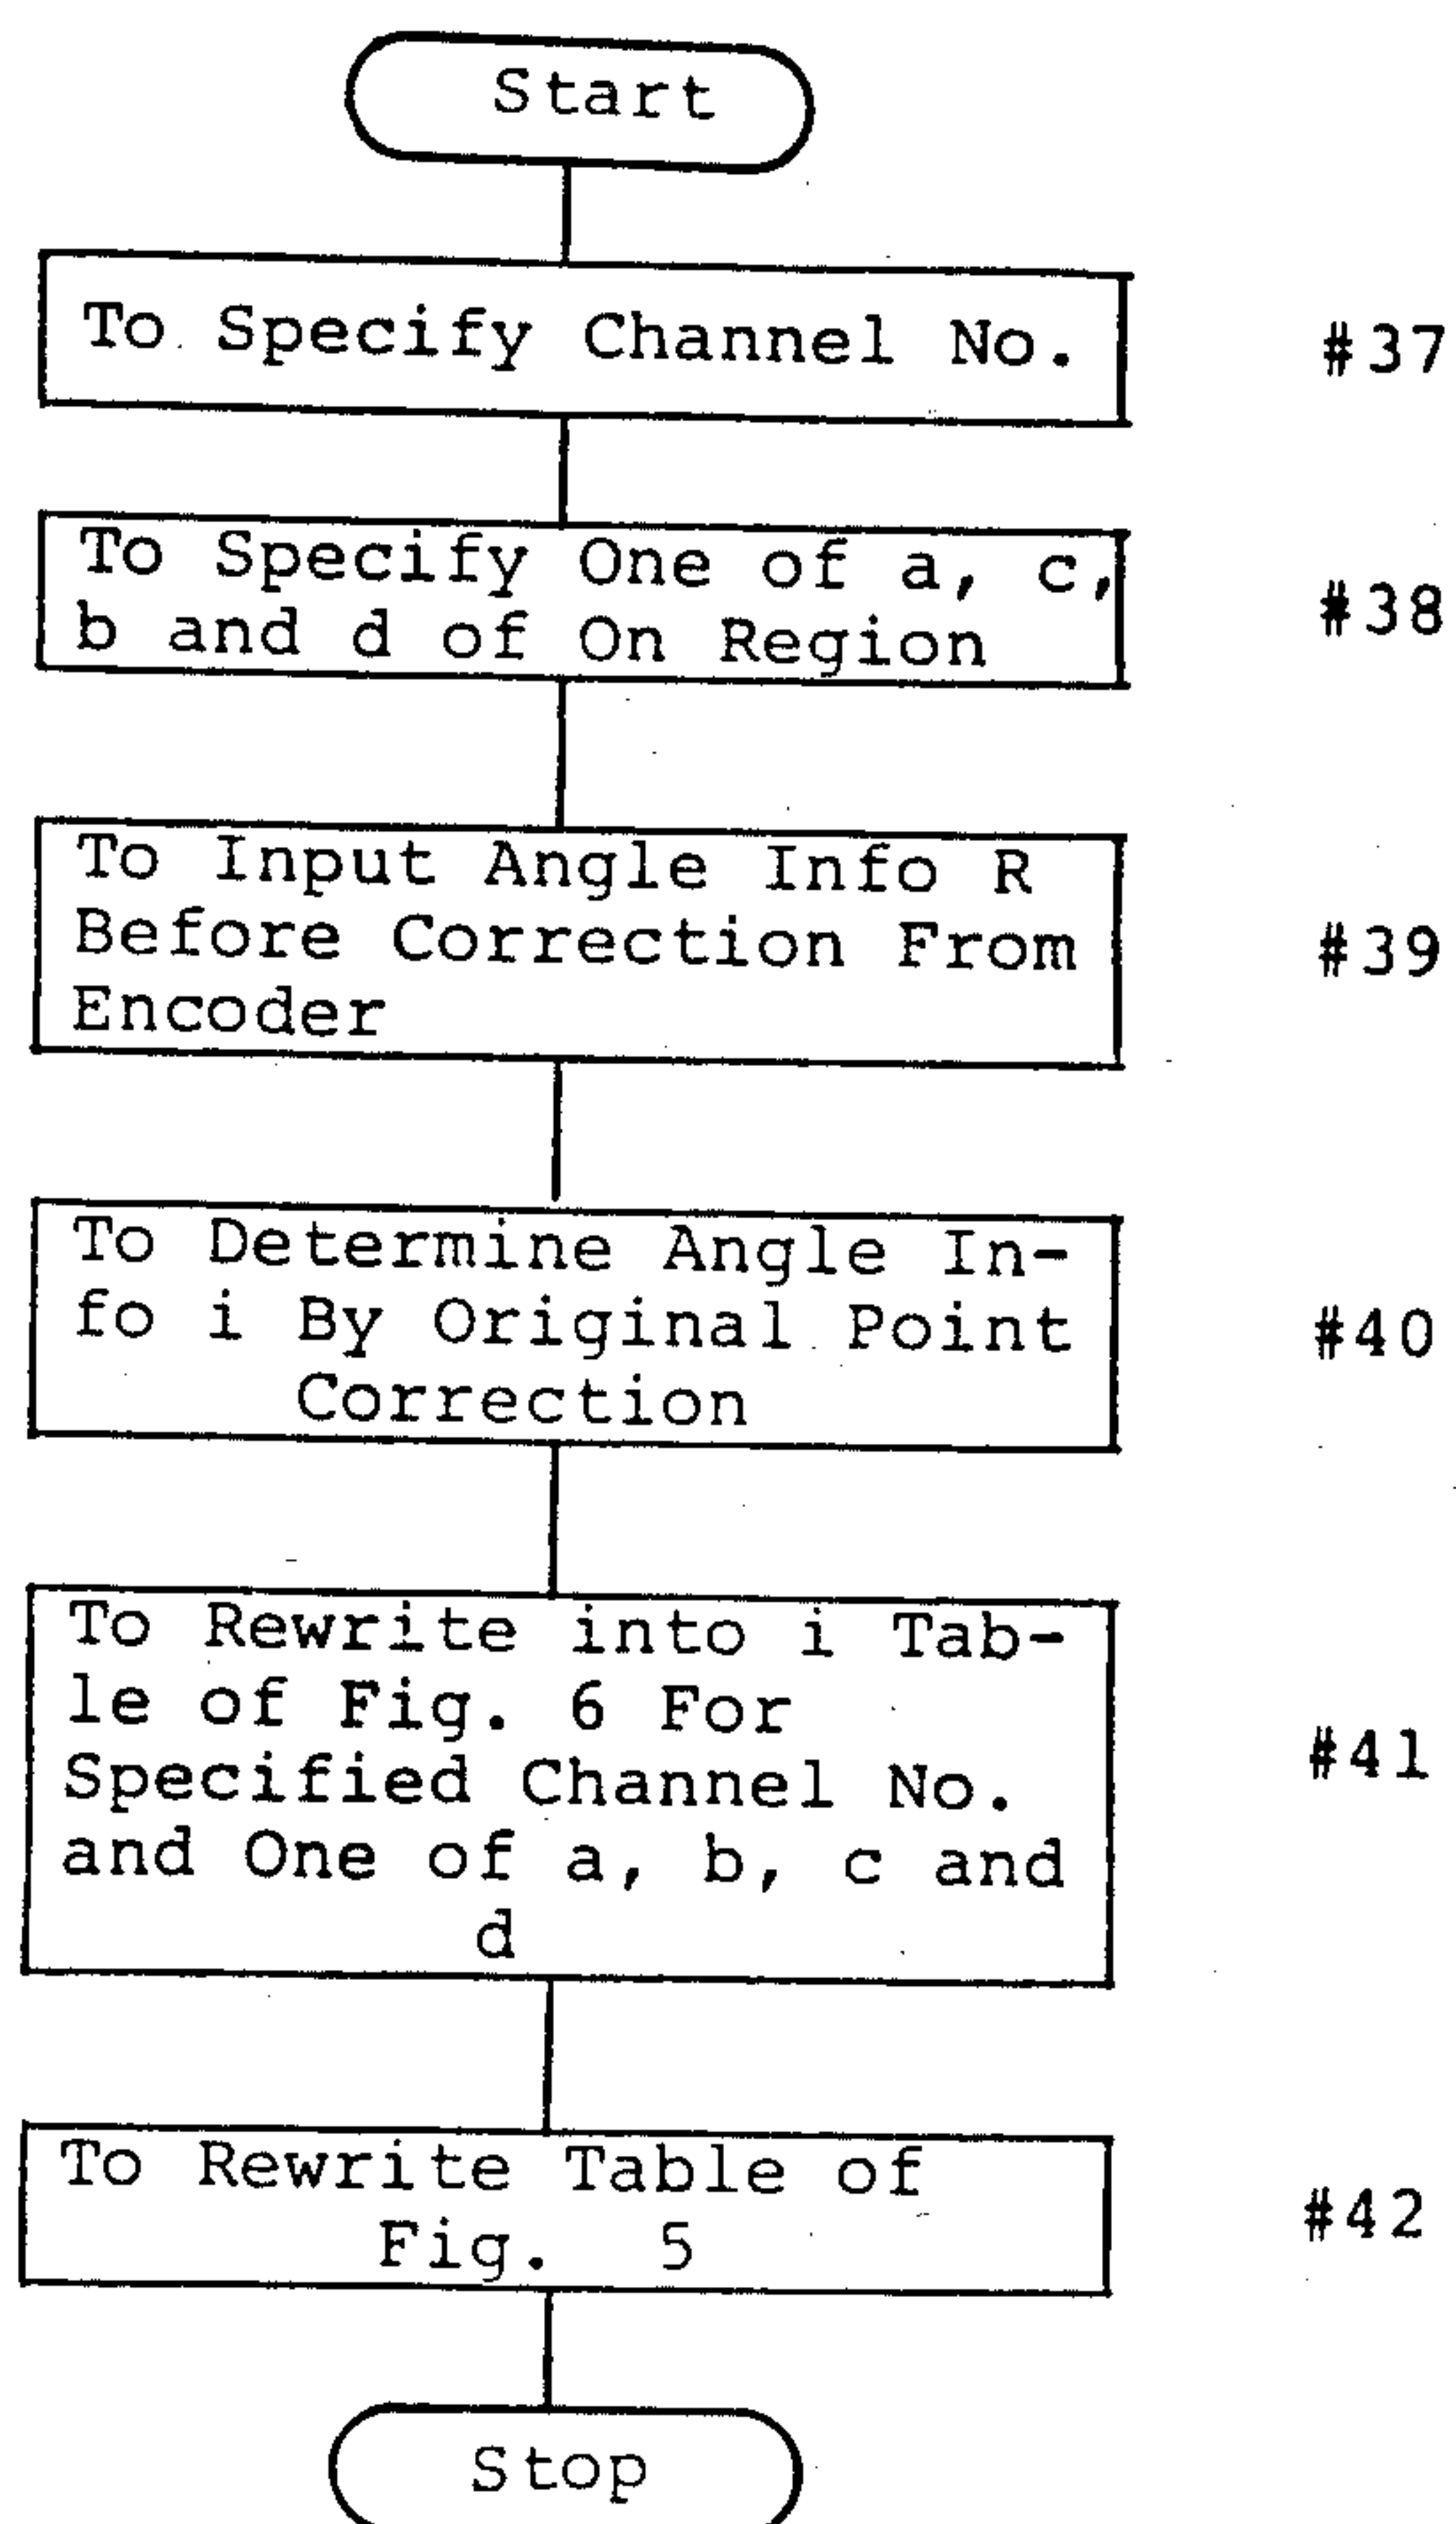 Start
To Specify Channel No.
#37
To Specify One of a, c,
b and d of On Region
#38
To Input Angle Info R
Before Correction From
Encoder
#39
To Determine Angle In-
fo i By Original Point
Correction
#40
To Rewrite into i Tab-
le of Fig. 6 For
Specified Channel No.
and One of a, b, c and
d
#41
To Rewrite Table of
Fig. 5
#42
Stop